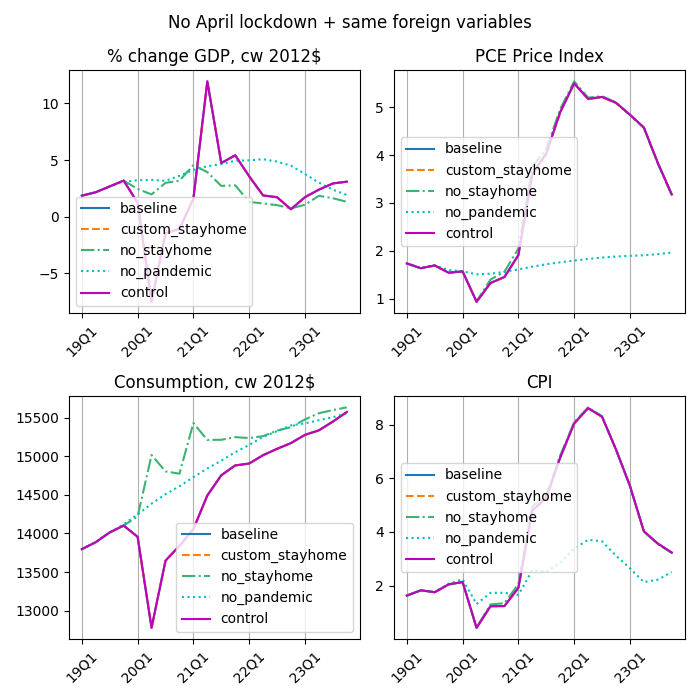 No April lockdown + same foreign variables
% change GDP, cw 2012$
10
5
0
−5
baseline
custom_stayhome
no_stayhome
no_pandemic
control
19Q1
20Q1
21Q1
22Q1
23Q1
PCE Price Index
5
4
3
2
1
baseline
custom_stayhome
no_stayhome
no_pandemic
control
19Q1
20Q1
21Q1
22Q1
23Q1
Consumption, cw 2012$
15500
15000
14500
14000
13500
13000
baseline
custom_stayhome
no_stayhome
no_pandemic
control
19Q1
20Q1
21Q1
22Q1
23Q1
CPI
8
6
4
2
baseline
custom_stayhome
no_stayhome
no_pandemic
control
19Q1
20Q1
21Q1
22Q1
23Q1